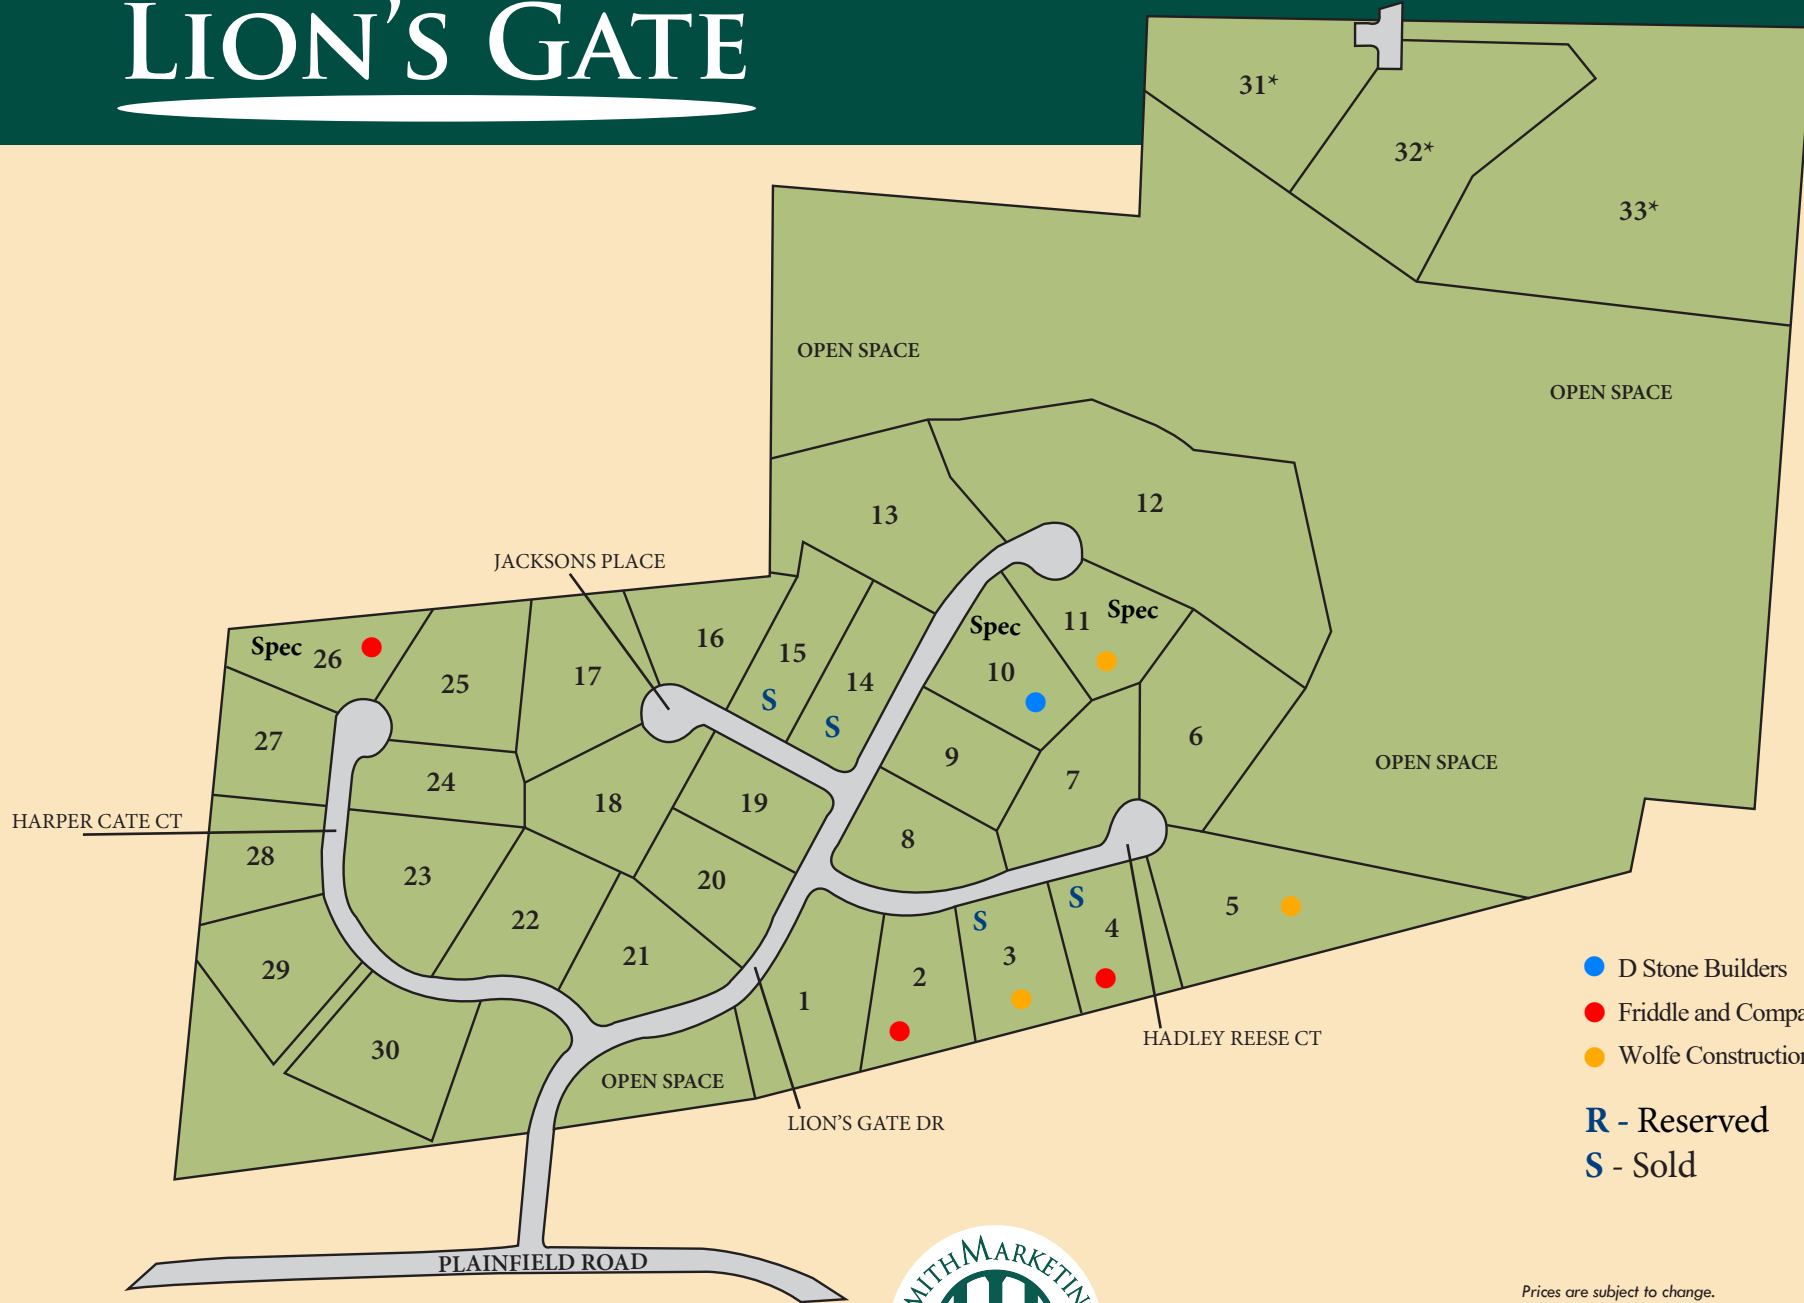 LION'S GATE
31*
32*
33*
OPEN SPACE
OPEN SPACE
12
13
JACKSONS PLACE
11 Spec
Spec
10
16
15
S
14
S
Spec 26
25
17
27
9
6
7
OPEN SPACE
24
18
19
HARPER CATE CT
8
28
23
20
S
S
4
5
22
3
21
29
2
1
D Stone Builders
Friddle and
Wolfe
HADLEY REESE CT
30
OPEN SPACE
LION'S GATE DR
R - Reserved
S - Sold
PLAINFIELD ROAD
Prices are subject to change.